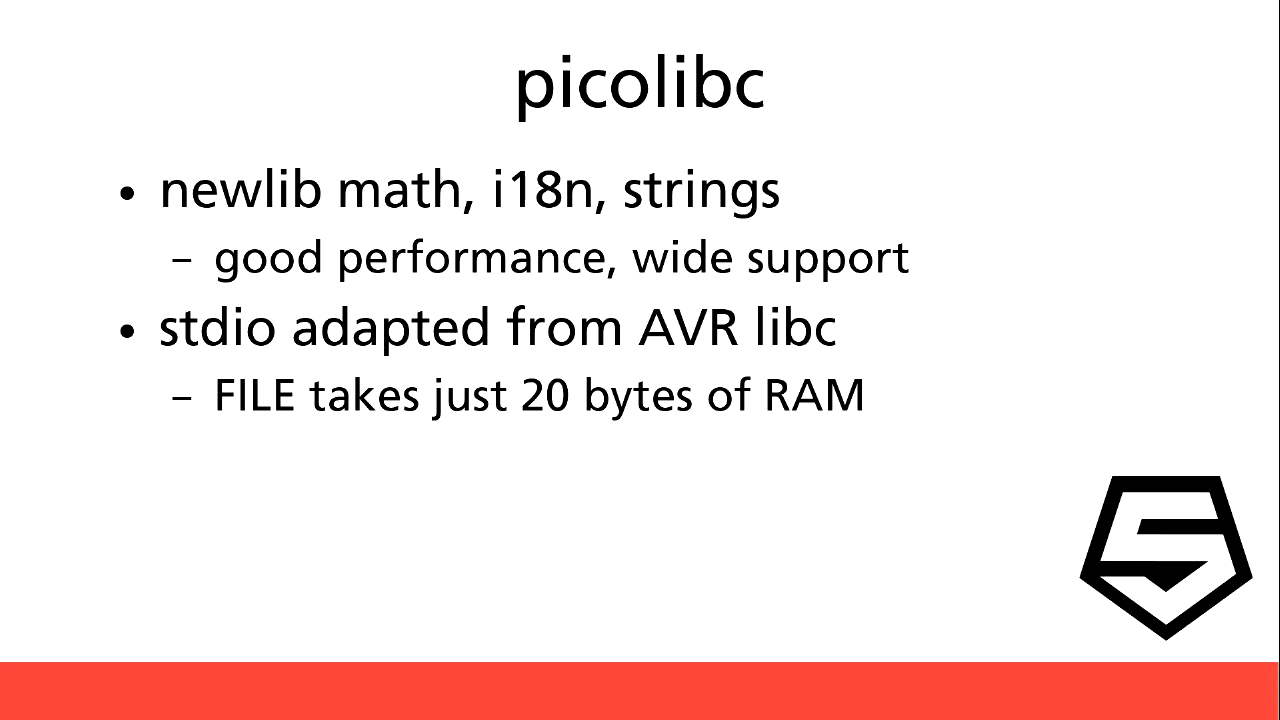 picolibc
• newlib math, i18n, strings
– good performance, wide support
• stdio adapted from AVR libc
– FILE takes just 20 bytes of RAM